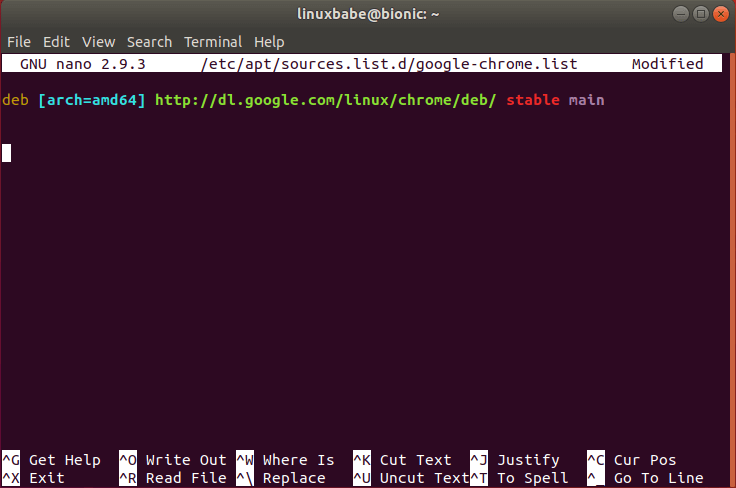 linuxbabe@bionic: ~
File Edit View Search Terminal Help
GNU nano 2.9.3 /etc/apt/sources.list.d/google-chrome.list Modified
deb [arch=amd64] http://dl.google.com/linux/chrome/deb/ stable main
^G Get Help ^O Write Out ^W Where Is ^K Cut Text ^J Justify ^C Cur Pos
^X Exit ^R Read File ^\ Replace ^U Uncut Text ^T To Spell ^_ Go To Line